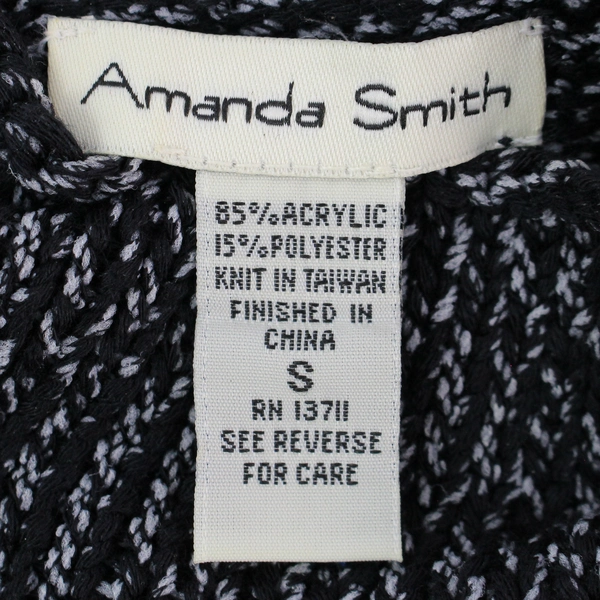 Amanda Smith
85% ACRYLIC
15% POLYESTER
KNIT IN TAIWAN
FINISHED IN
CHINA
S
RN 13711
SEE REVERSE
FOR CARE